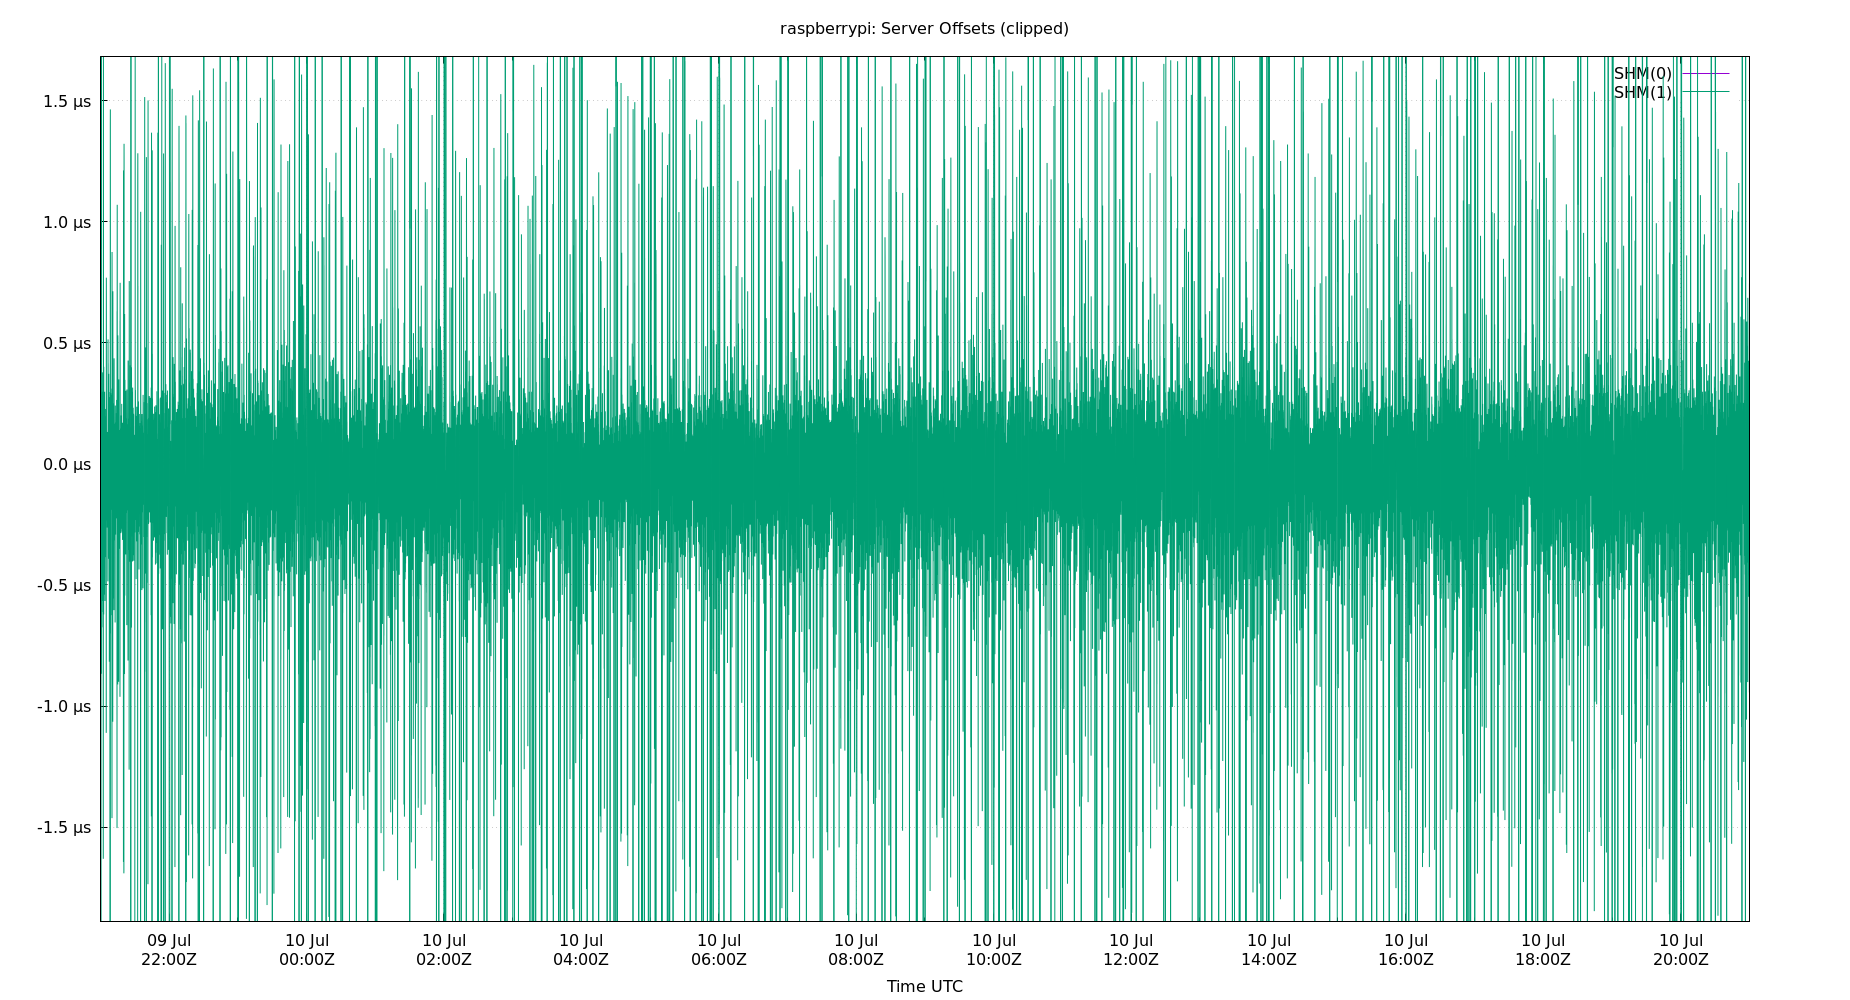 raspberrypi: Server Offsets (clipped)
SHM(0)
SHM(1)
1.5 µs
1.0 µs
0.5 µs
0.0 µs
-0.5 µs
-1.0 µs
-1.5 µs
09 Jul 10 Jul 10 Jul 10 Jul 10 Jul 10 Jul 10 Jul 10 Jul 10 Jul 10 Jul 10 Jul 10 Jul
22:00Z 00:00Z 02:00Z 04:00Z 06:00Z 08:00Z 10:00Z 12:00Z 14:00Z 16:00Z 18:00Z 20:00Z
Time UTC